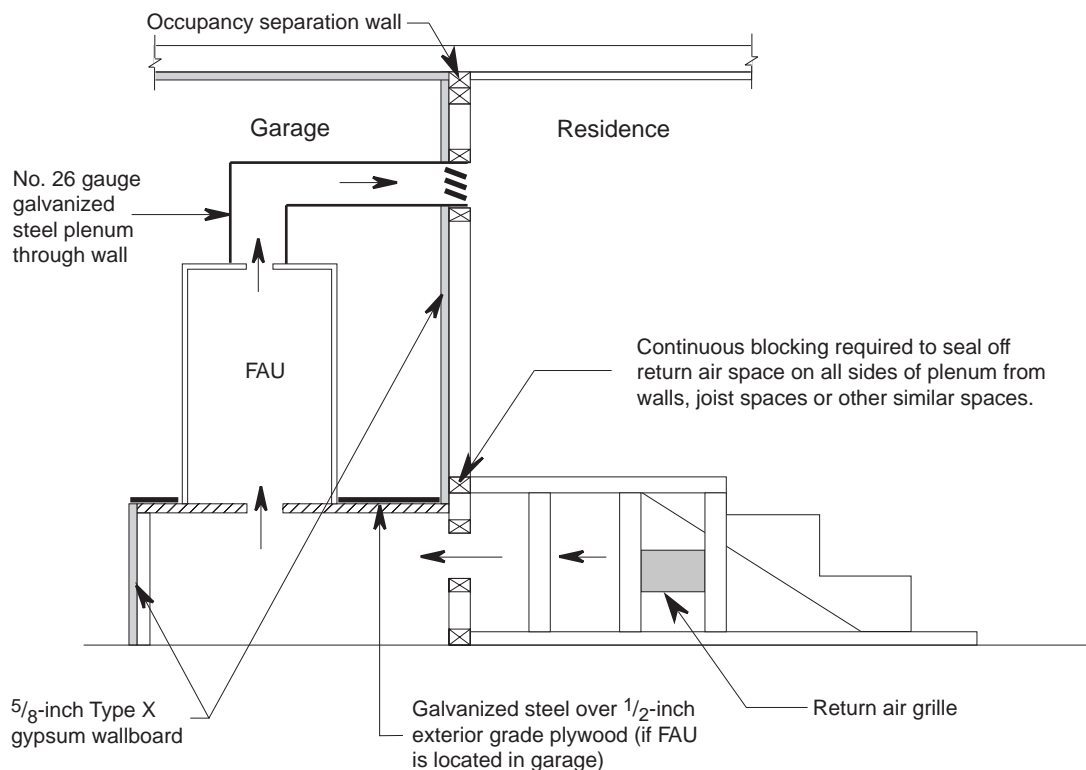 Occupancy separation wall
Garage
Residence
No. 26 gauge
galvanized
steel plenum
through wall
FAU
Continuous blocking required to seal off
return air space on all sides of plenum from
walls, joist spaces or other similar spaces.
5/8-inch Type X
gypsum wallboard
Galvanized steel over 1/2-inch
exterior grade plywood (if FAU
is located in garage)
Return air grille